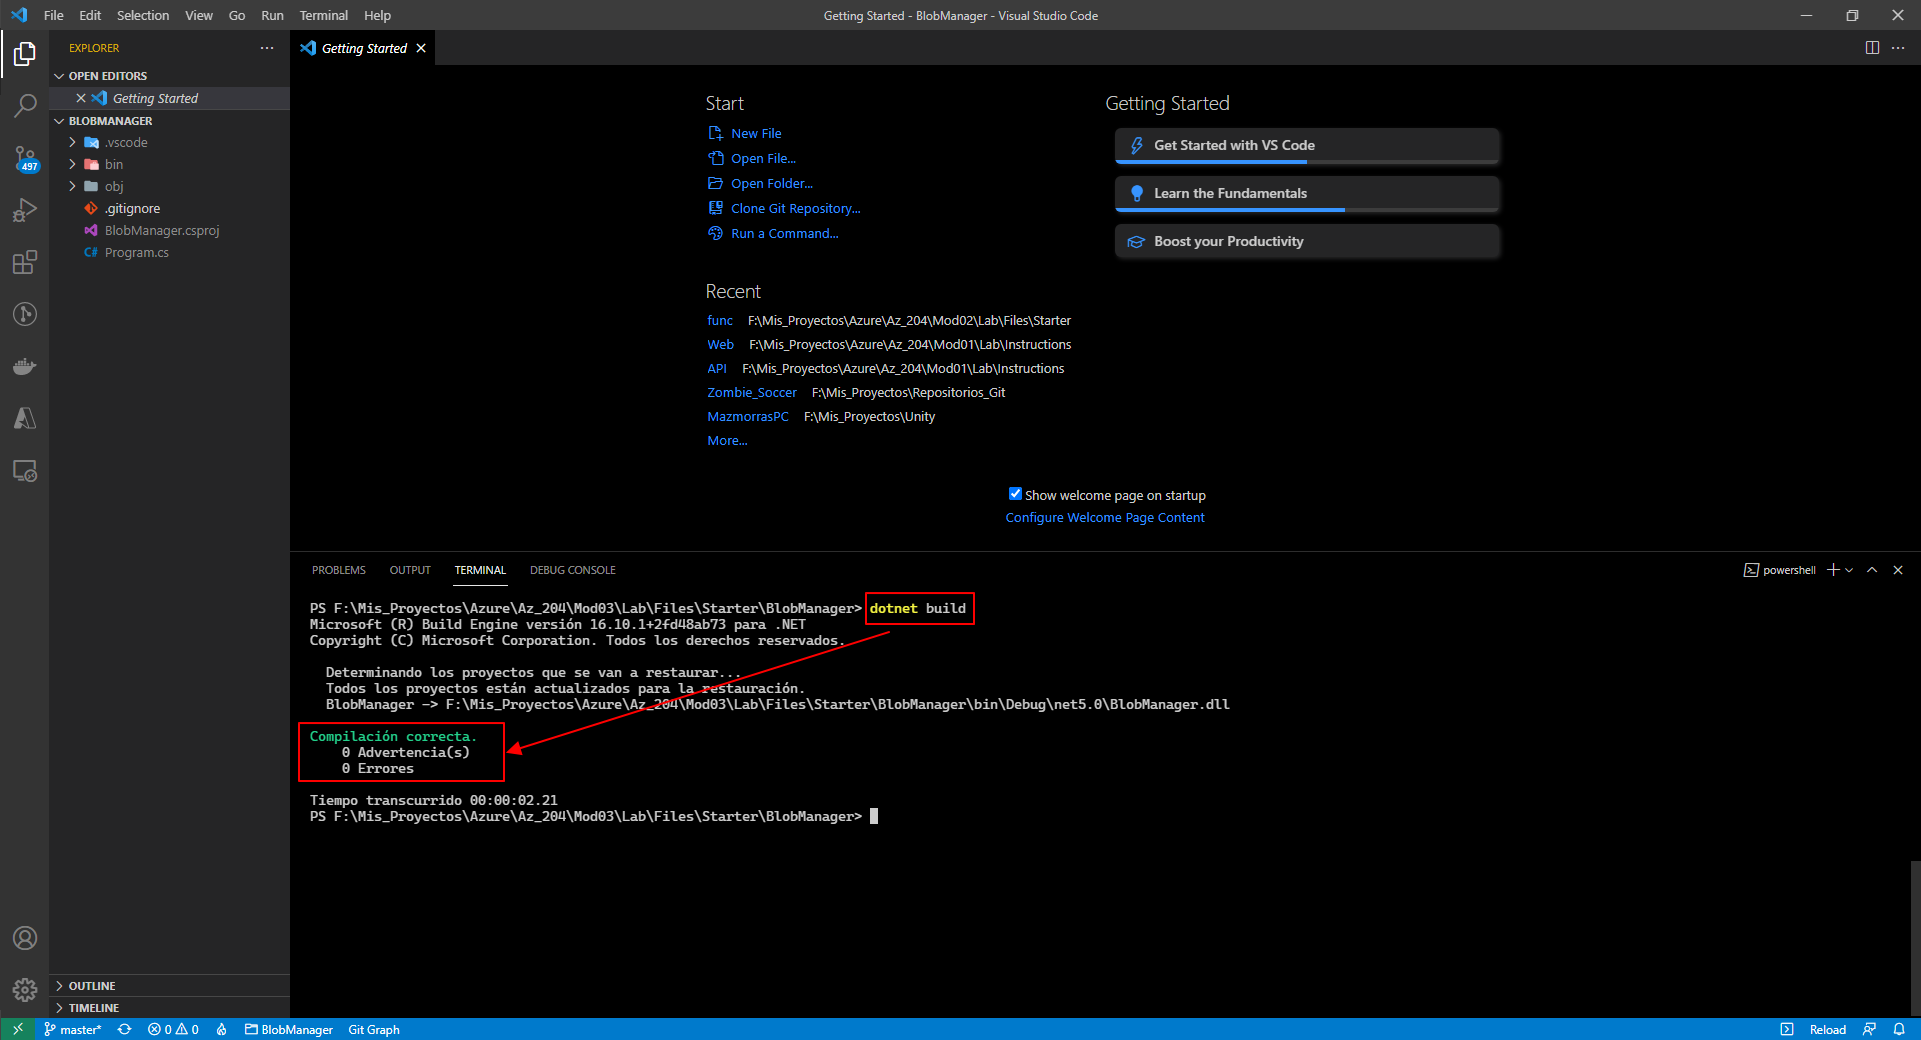 File Edit Selection View Go Run Terminal Help
Getting Started - BlobManager - Visual Studio Code
EXPLORER
OPEN EDITORS
Getting Started
BLOBMANAGER
.vscode
bin
obj
.gitignore
BlobManager.csproj
C# Program.cs
497
OUTLINE
TIMELINE
Getting Started
Start
New File
Open File...
Open Folder...
Clone Git Repository...
Run a Command...
Recent
func F:\Mis_Proyectos\Azure\Az_204\Mod02\Lab\Files\Starter
Web F:\Mis_Proyectos\Azure\Az_204\Mod01\Lab\Instructions
API F:\Mis_Proyectos\Azure\Az_204\Mod01\Lab\Instructions
Zombie_Soccer F:\Mis_Proyectos\Repositorios_Git
MazmorrasPC F:\Mis_Proyectos\Unity
More...
Getting Started
Get Started with VS Code
Learn the Fundamentals
Boost your Productivity
Show welcome page on startup
Configure Welcome Page Content
PROBLEMS OUTPUT TERMINAL DEBUG CONSOLE
powershell
PS F:\Mis_Proyectos\Azure\Az_204\Mod03\Lab\Files\Starter\BlobManager> dotnet build
Microsoft (R) Build Engine versión 16.10.1+2fd48ab73 para .NET
Copyright (C) Microsoft Corporation. Todos los derechos reservados.
Determinando los proyectos que se van a restaurar...
Todos los proyectos están actualizados para la restauración.
BlobManager -> F:\Mis_Proyectos\Azure\Az_204\Mod03\Lab\Files\Starter\BlobManager\bin\Debug\net5.0\BlobManager.dll
Compilación correcta.
0 Advertencia(s)
0 Errores
Tiempo transcurrido 00:00:02.21
PS F:\Mis_Proyectos\Azure\Az_204\Mod03\Lab\Files\Starter\BlobManager>
master* 0 0 BlobManager Git Graph
Reload